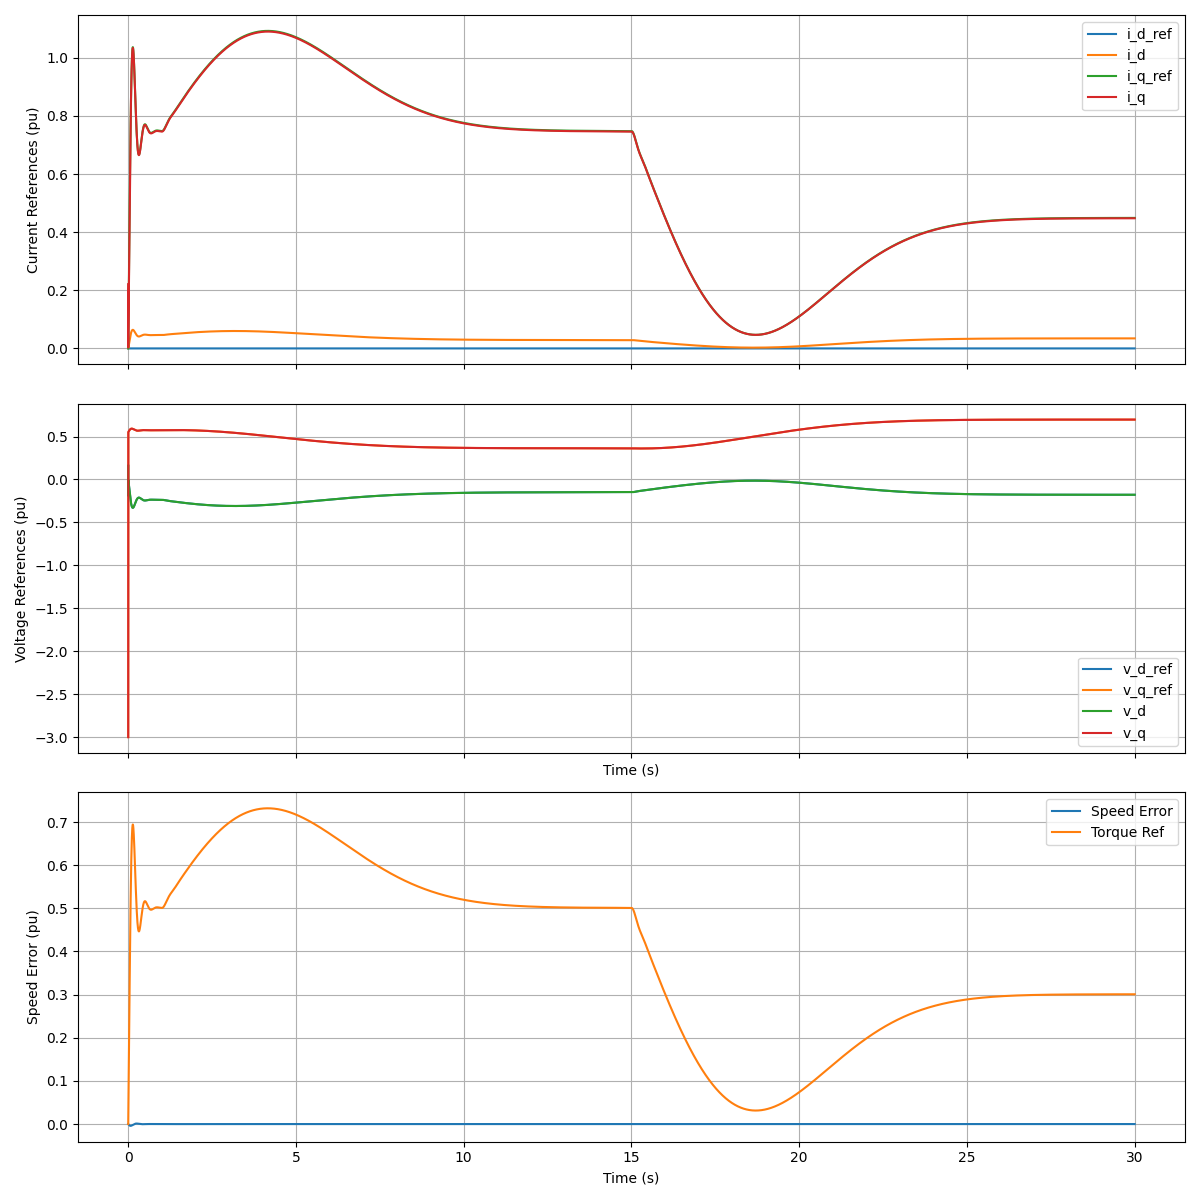 Current References (pu)
1.0
0.8
0.6
0.4
0.2
0.0
i_d_ref
i_d
i_q_ref
i_q
Voltage References (pu)
0.5
0.0
−0.5
−1.0
−1.5
−2.0
−2.5
−3.0
v_d_ref
v_q_ref
v_d
v_q
Time (s)
Speed Error (pu)
0.7
0.6
0.5
0.4
0.3
0.2
0.1
0.0
Speed Error
Torque Ref
0 5 10 15 20 25 30
Time (s)